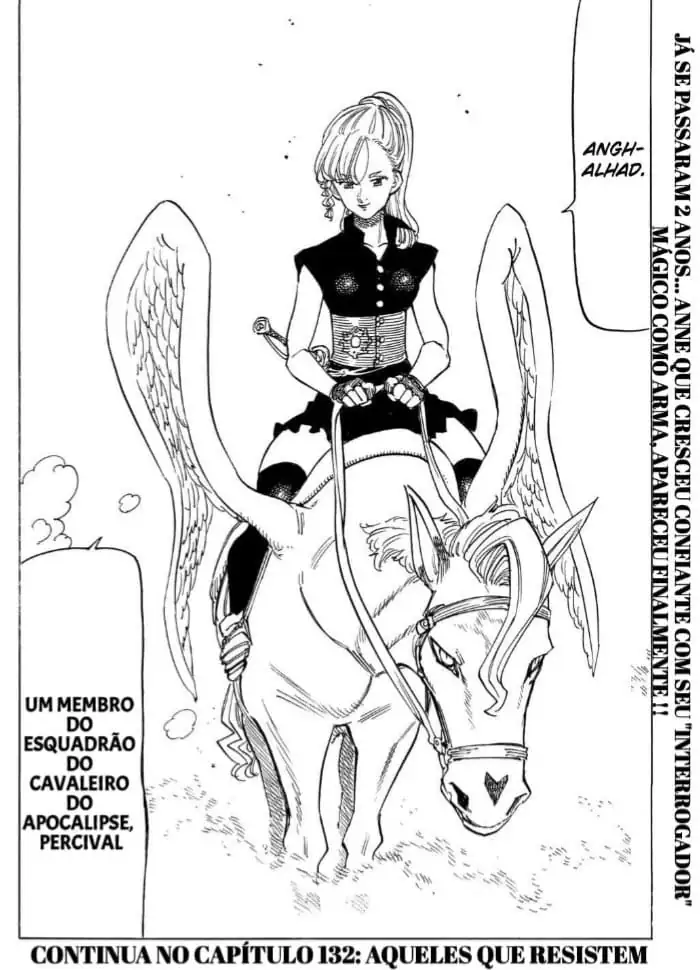 JÁ SE PASSARAM 2 ANOS... ANNE QUE CRESCEU CONFIANTE COM SEU "INTERROGADOR"
MÁGICO COMO ARMA, APARECEU FINALMENTE !!
ANGH-
ALHAD.
UM MEMBRO
DO
ESQUADRÃO
DO
CAVALEIRO
DO
APOCALIPSE,
PERCIVAL
CONTINUA NO CAPÍTULO 132: AQUELES QUE RESISTEM